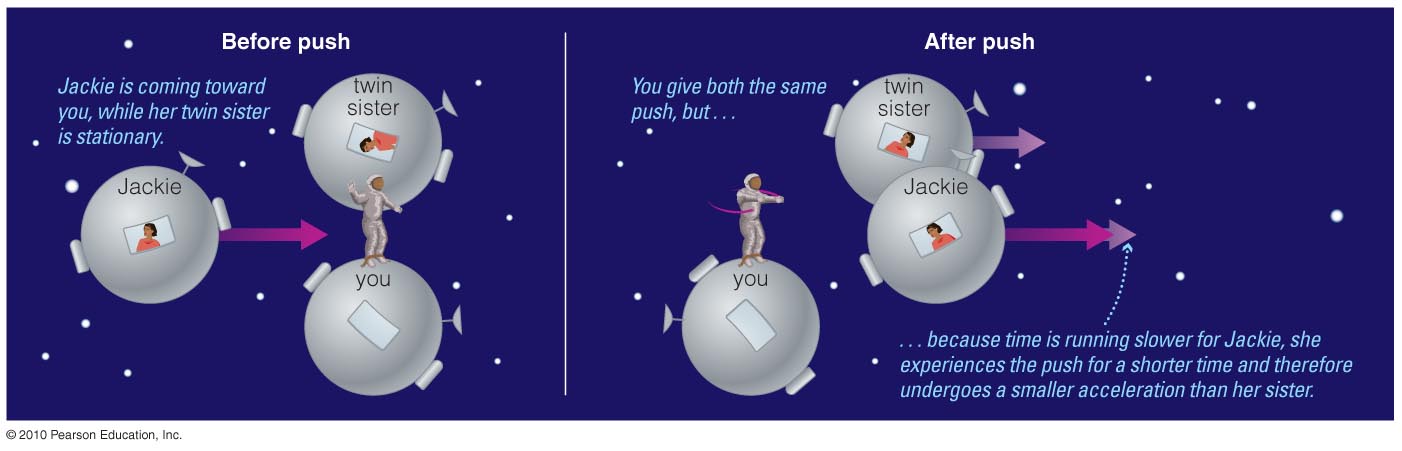 Before push
Jackie is coming toward
you, while her twin sister
is stationary.
twin
sister
Jackie
you
After push
You give both the same
push, but . . .
twin
sister
Jackie
you
. . . because time is running slower for Jackie, she
experiences the push for a shorter time and therefore
undergoes a smaller acceleration than her sister.
© 2010 Pearson Education, Inc.